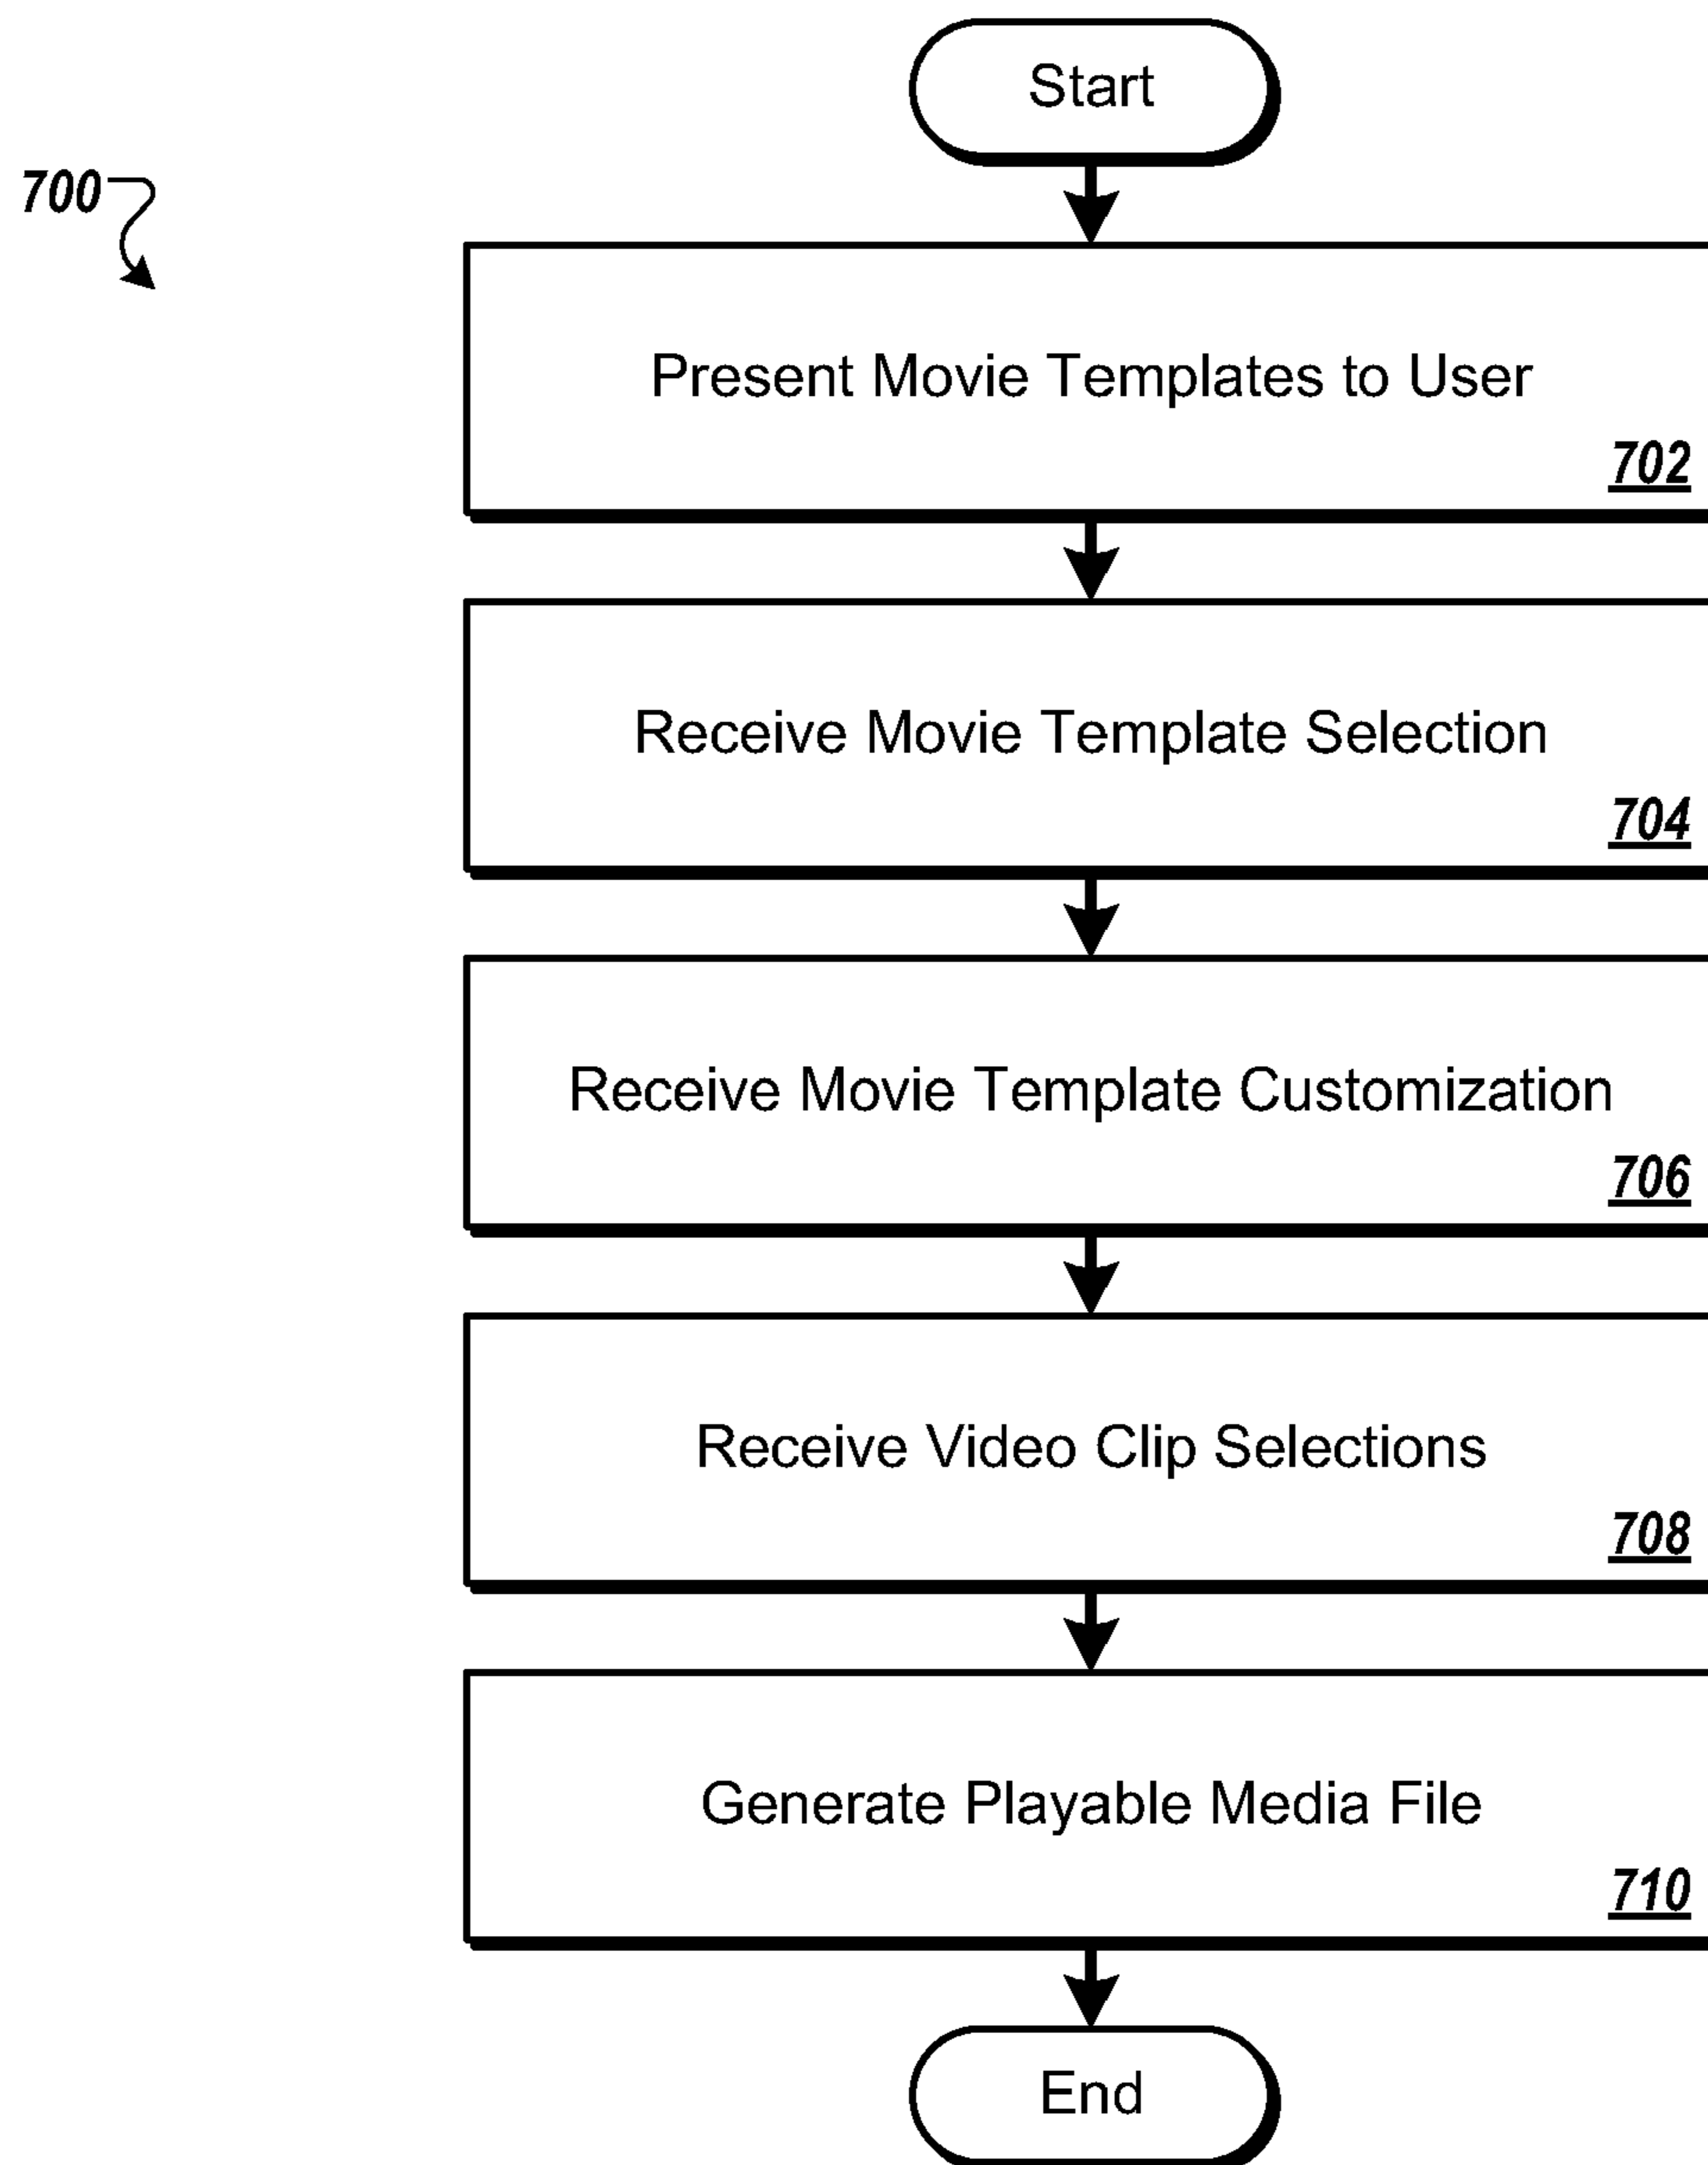 Start
700
Present Movie Templates to User
702
Receive Movie Template Selection
704
Receive Movie Template Customization
706
Receive Video Clip Selections
708
Generate Playable Media File
710
End